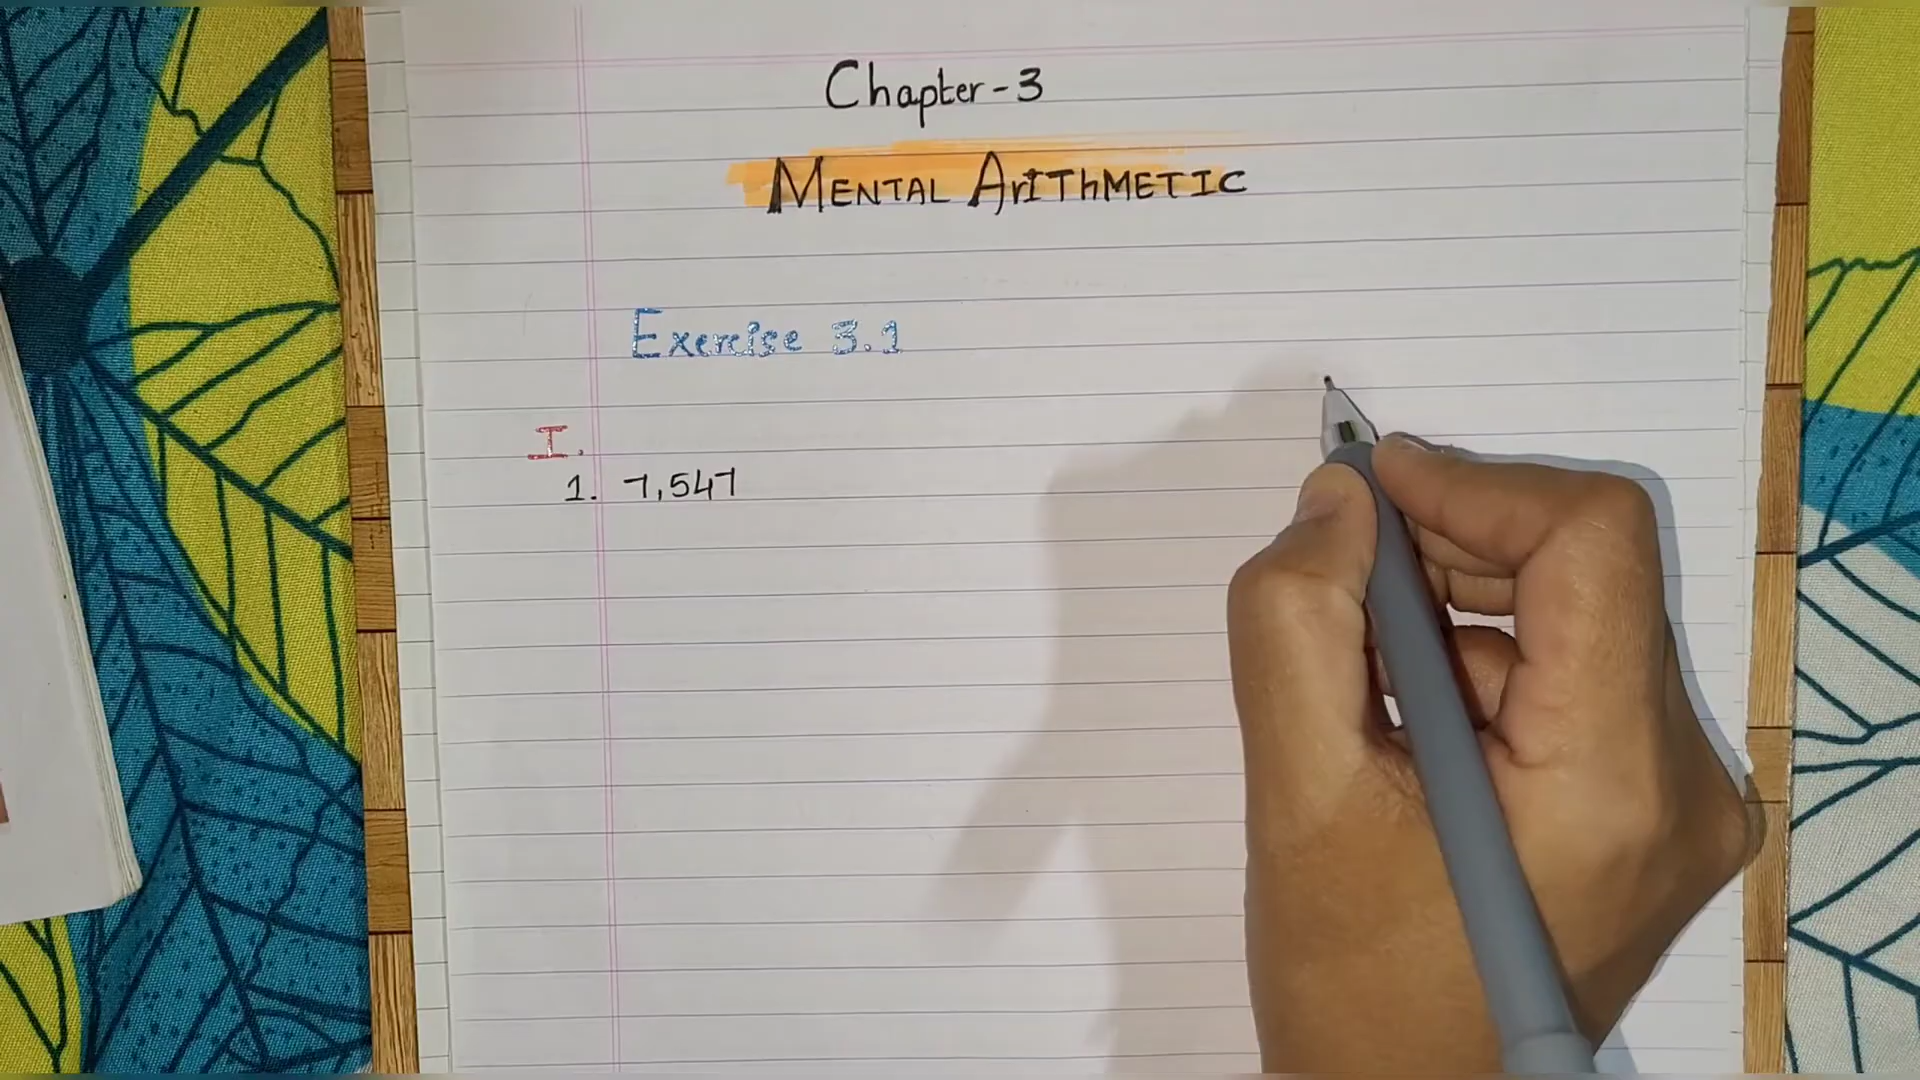 Chapter-3
MENTAL ArIThMETIC
Exercise 3.1
I.
1. 7,547